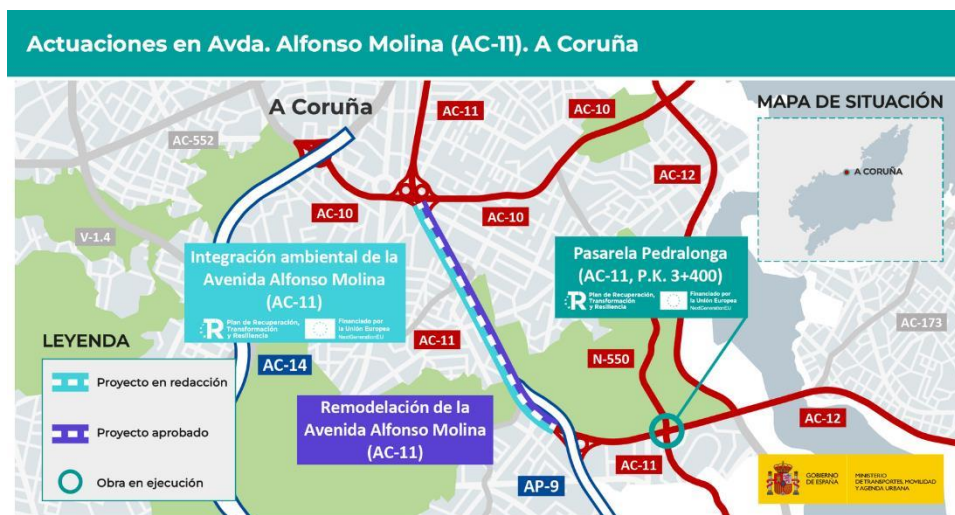 Actuaciones en Avda. Alfonso Molina (AC-11). A Coruña
A Coruña
AC-11
AC-10
MAPA DE SITUACIÓN
A CORUÑA
AC-552
AC-12
AC-10
AC-10
V-1.4
Integración ambiental de la
Avenida Alfonso Molina
(AC-11)
Plan de Recuperación,
Transformación
y Resiliencia
Financiado por
la Unión Europea
NextGenerationEU
Pasarela Pedralonga
(AC-11, P.K. 3+400)
Plan de Recuperación,
Transformación
y Resiliencia
Financiado por
la Unión Europea
NextGenerationEU
AC-173
LEYENDA
Proyecto en redacción
Proyecto aprobado
Obra en ejecución
AC-14
AC-11
N-550
Remodelación de la
Avenida Alfonso Molina
(AC-11)
AC-12
AC-11
AP-9
GOBIERNO
DE ESPAÑA
MINISTERIO
DE TRANSPORTES, MOVILIDAD
Y AGENDA URBANA